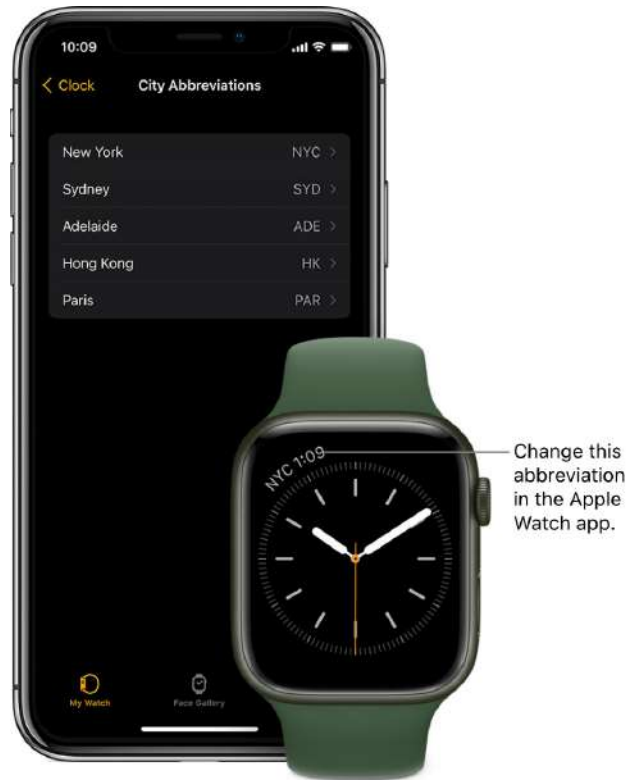 10:09
Clock
City Abbreviations
New York NYC
Sydney SYD
Adelaide ADE
Hong Kong HK
Paris PAR
NYC 1:09
Change this
abbreviation
in the Apple
Watch app.
My Watch
Face Gallery